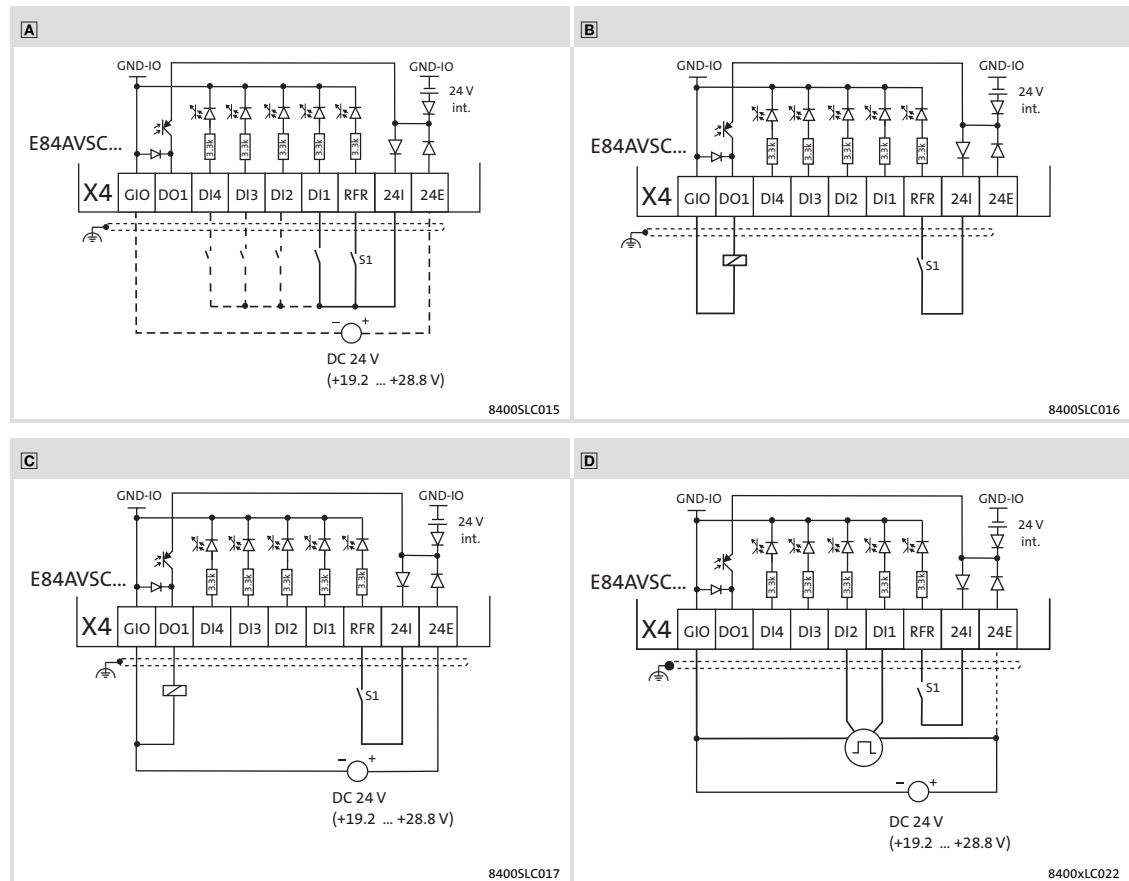 A
GND-IO GND-IO
24 V
int.
E84AVSC...
3.3k 3.3k 3.3k 3.3k 3.3k
X4 GIO DO1 DI4 DI3 DI2 DI1 RFR 24I 24E
S1
– +
DC 24 V
(+19.2 ... +28.8 V)
8400SLC015
B
GND-IO GND-IO
24 V
int.
E84AVSC...
3.3k 3.3k 3.3k 3.3k 3.3k
X4 GIO DO1 DI4 DI3 DI2 DI1 RFR 24I 24E
S1
8400SLC016
C
GND-IO GND-IO
24 V
int.
E84AVSC...
3.3k 3.3k 3.3k 3.3k 3.3k
X4 GIO DO1 DI4 DI3 DI2 DI1 RFR 24I 24E
S1
– +
DC 24 V
(+19.2 ... +28.8 V)
8400SLC017
D
GND-IO GND-IO
24 V
int.
E84AVSC...
3.3k 3.3k 3.3k 3.3k 3.3k
X4 GIO DO1 DI4 DI3 DI2 DI1 RFR 24I 24E
S1
– +
DC 24 V
(+19.2 ... +28.8 V)
8400xLC022